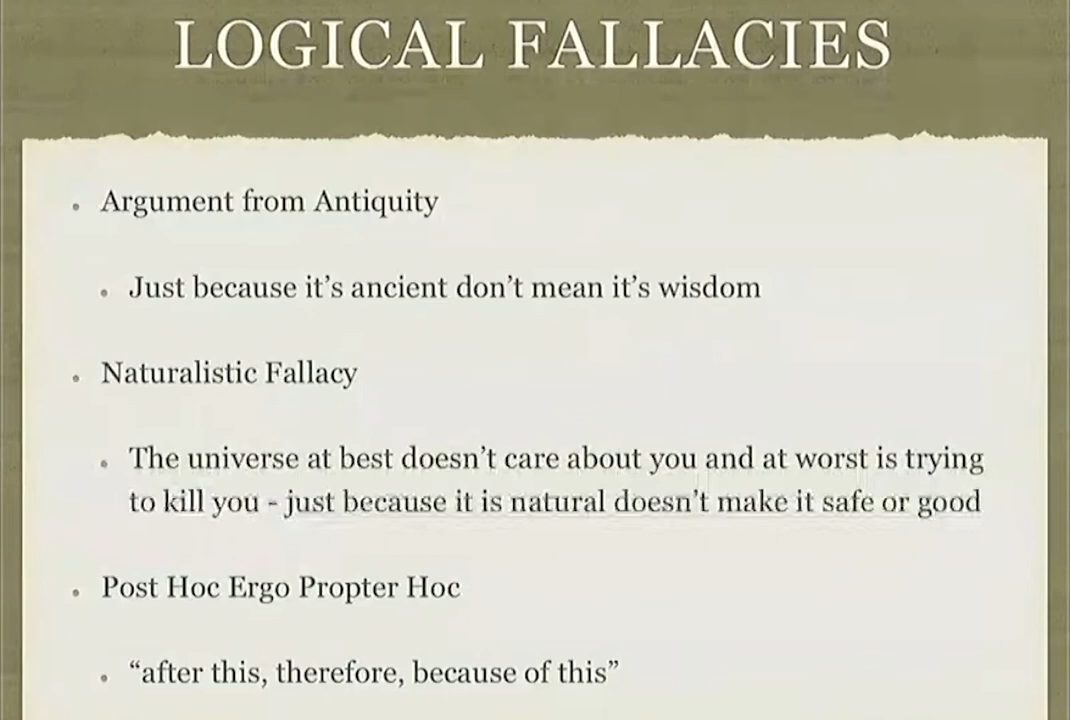 LOGICAL FALLACIES
Argument from Antiquity
Just because it’s ancient don’t mean it’s wisdom
Naturalistic Fallacy
The universe at best doesn’t care about you and at worst is trying
to kill you - just because it is natural doesn’t make it safe or good
Post Hoc Ergo Propter Hoc
“after this, therefore, because of this”